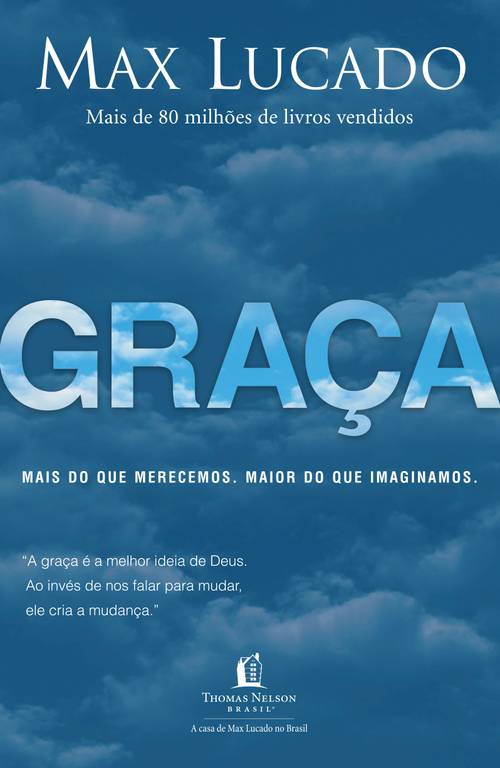 MAX LUCADO
Mais de 80 milhões de livros vendidos
GRAÇA
MAIS DO QUE MERECEMOS. MAIOR DO QUE IMAGINAMOS.
“A graça é a melhor ideia de Deus.
Ao invés de nos falar para mudar,
ele cria a mudança.”
THOMAS NELSON
BRASIL®
A casa de Max Lucado no Brasil